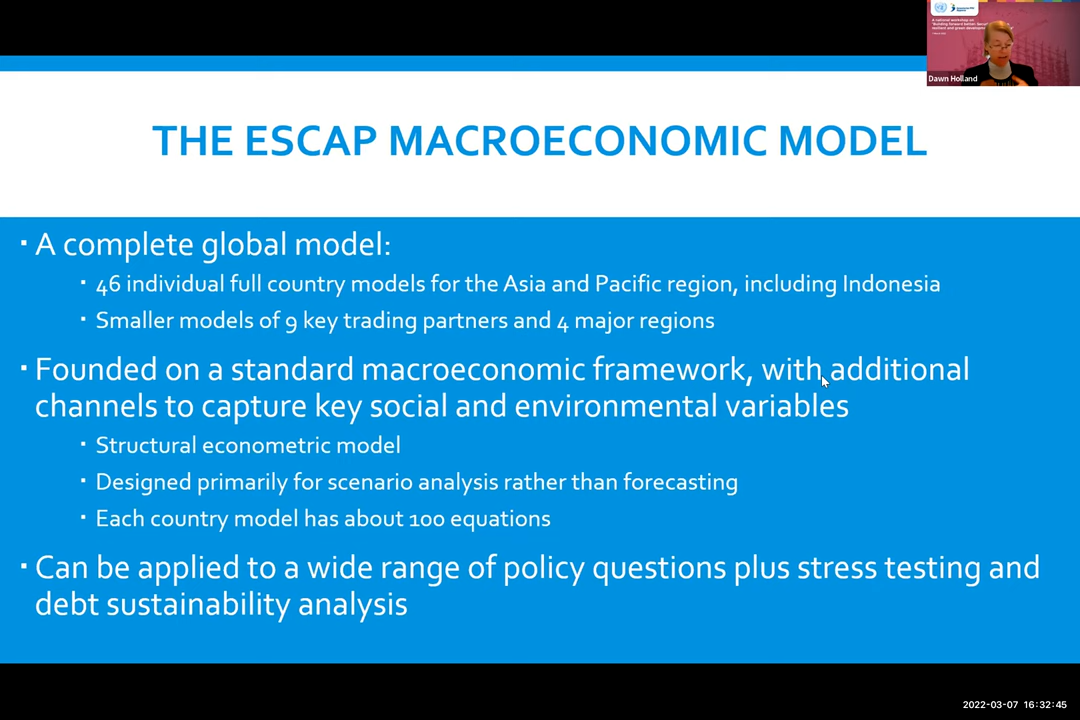 A national workshop on
Dawn Holland
THE ESCAP MACROECONOMIC MODEL
▪ A complete global model:
▪ 46 individual full country models for the Asia and Pacific region, including Indonesia
▪ Smaller models of 9 key trading partners and 4 major regions
▪ Founded on a standard macroeconomic framework, with additional
channels to capture key social and environmental variables
▪ Structural econometric model
▪ Designed primarily for scenario analysis rather than forecasting
▪ Each country model has about 100 equations
▪ Can be applied to a wide range of policy questions plus stress testing and
debt sustainability analysis
2022-03-07 16:32:45